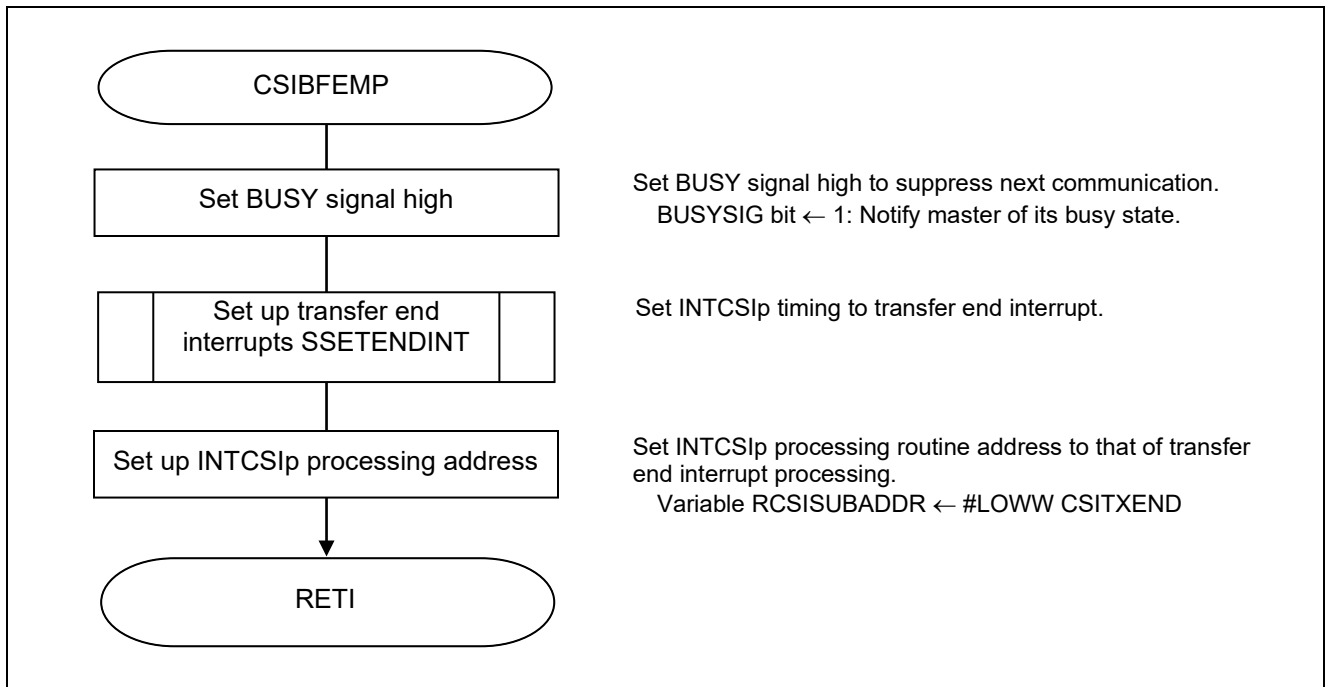 CSIBFEMP
Set BUSY signal high
Set BUSY signal high to suppress next communication.
BUSYSIG bit ← 1: Notify master of its busy state.
Set up transfer end
interrupts SSETENDINT
Set INTCSIp timing to transfer end interrupt.
Set up INTCSIp processing address
Set INTCSIp processing routine address to that of transfer
end interrupt processing.
Variable RCSISUBADDR ← #LOWW CSITXEND
RETI